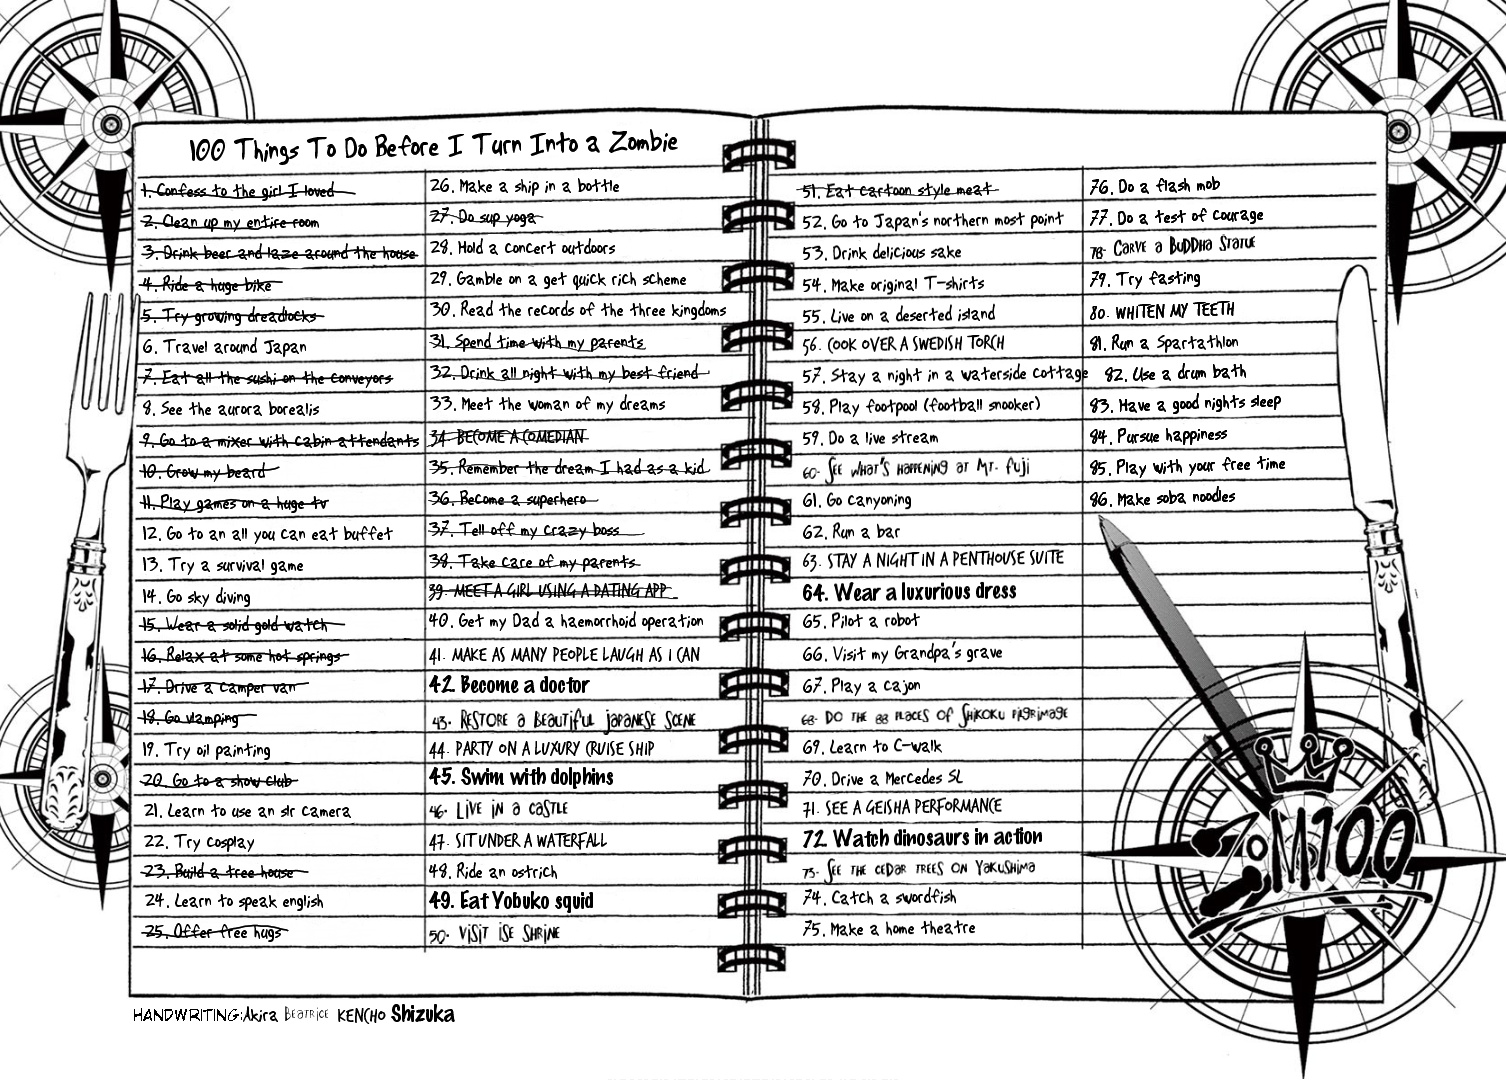 100 Things To Do Before I Turn Into a Zombie
1. Confess to the girl I loved
2. Clean up my entire room
3. Drink beer and laze around the house
4. Ride a huge bike
5. Try growing dreadlocks
6. Travel around Japan
7. Eat all the sushi on the conveyors
8. See the aurora borealis
9. Go to a mixer with cabin attendants
10. Grow my beard
11. Play games on a huge tv
12. Go to an all you can eat buffet
13. Try a survival game
14. Go sky diving
15. Wear a solid gold watch
16. Relax at some hot springs
17. Drive a camper van
18. Go vlamping
19. Try oil painting
20. Go to a show club
21. Learn to use an slr camera
22. Try cosplay
23. Build a tree house
24. Learn to speak english
25. Offer free hugs
26. Make a ship in a bottle
27. Do sup yoga
28. Hold a concert outdoors
29. Gamble on a get quick rich scheme
30. Read the records of the three kingdoms
31. Spend time with my parents
32. Drink all night with my best friend
33. Meet the woman of my dreams
34. BECOME A COMEDIAN
35. Remember the dream I had as a kid
36. Become a superhero
37. Tell off my crazy boss
38. Take care of my parents
39. MEET A GIRL USING A DATING APP
40. Get my Dad a haemorrhoid operation
41. MAKE AS MANY PEOPLE LAUGH AS I CAN
42. Become a doctor
43. RESTORE a BEAUTIFUL JAPANESE SCENE
44. PARTY ON A LUXURY CRUISE SHIP
45. Swim with dolphins
46. LIVE IN a CASTLE
47. SIT UNDER A WATERFALL
48. Ride an ostrich
49. Eat Yobuko squid
50. VISIT ISE SHRINE
51. Eat cartoon style meat
52. Go to Japan's northern most point
53. Drink delicious sake
54. Make original T-shirts
55. Live on a deserted island
56. COOK OVER A SWEDISH TORCH
57. Stay a night in a waterside cottage
58. Play footpool (football snooker)
59. Do a live stream
60. SEE WHAT'S HAPPENING AT MT. FUJI
61. Go canyoning
62. Run a bar
63. STAY A NIGHT IN A PENTHOUSE SUITE
64. Wear a luxurious dress
65. Pilot a robot
66. Visit my Grandpa's grave
67. Play a cajon
68. DO THE 88 PLACES OF SHIKOKU PILGRIMAGE
69. Learn to C-walk
70. Drive a Mercedes SL
71. SEE A GEISHA PERFORMANCE
72. Watch dinosaurs in action
73. SEE THE CEDAR TREES ON YAKUSHIMA
74. Catch a swordfish
75. Make a home theatre
76. Do a flash mob
77. Do a test of courage
78. CARVE a BUDDHA STATUE
79. Try fasting
80. WHITEN MY TEETH
81. Run a Spartathlon
82. Use a drum bath
83. Have a good nights sleep
84. Pursue happiness
85. Play with your free time
86. Make soba noodles
ZOM100
HANDWRITING: Akira BEATRICE KENCHO Shizuka